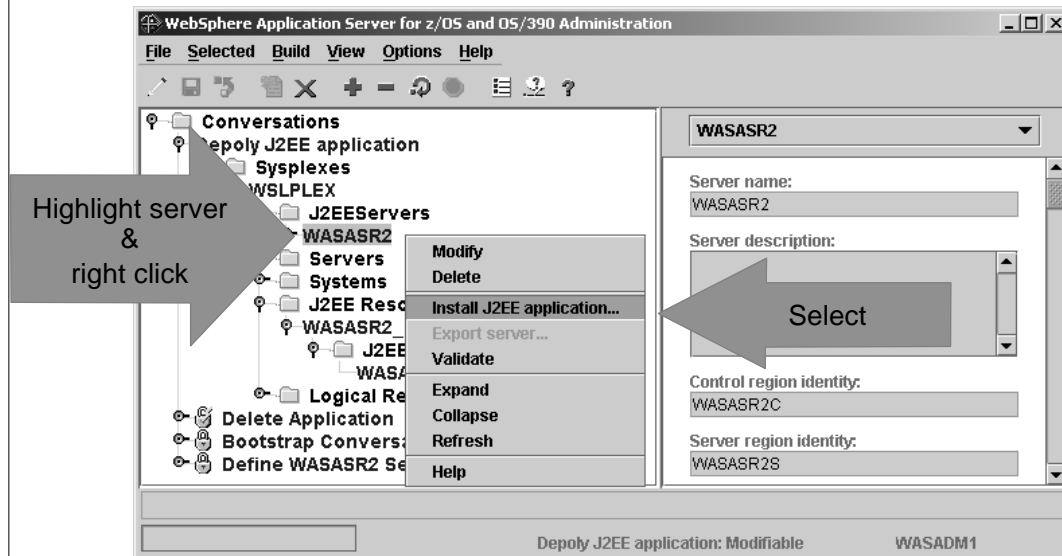 WebSphere Application Server for z/OS and OS/390 Administration
File Selected Build View Options Help
Conversations
Depoly J2EE application
Sysplexes
WSLPLEX
J2EEServers
WASASR2
Servers
Systems
J2EE Reso
WASASR2_
J2EE
WASA
Logical Re
Delete Application
Bootstrap Conversa
Define WASASR2 Se
Highlight server
&
right click
Modify
Delete
Install J2EE application...
Export server...
Validate
Expand
Collapse
Refresh
Help
Select
WASASR2
Server name:
WASASR2
Server description:
Control region identity:
WASASR2C
Server region identity:
WASASR2S
Depoly J2EE application: Modifiable
WASADM1